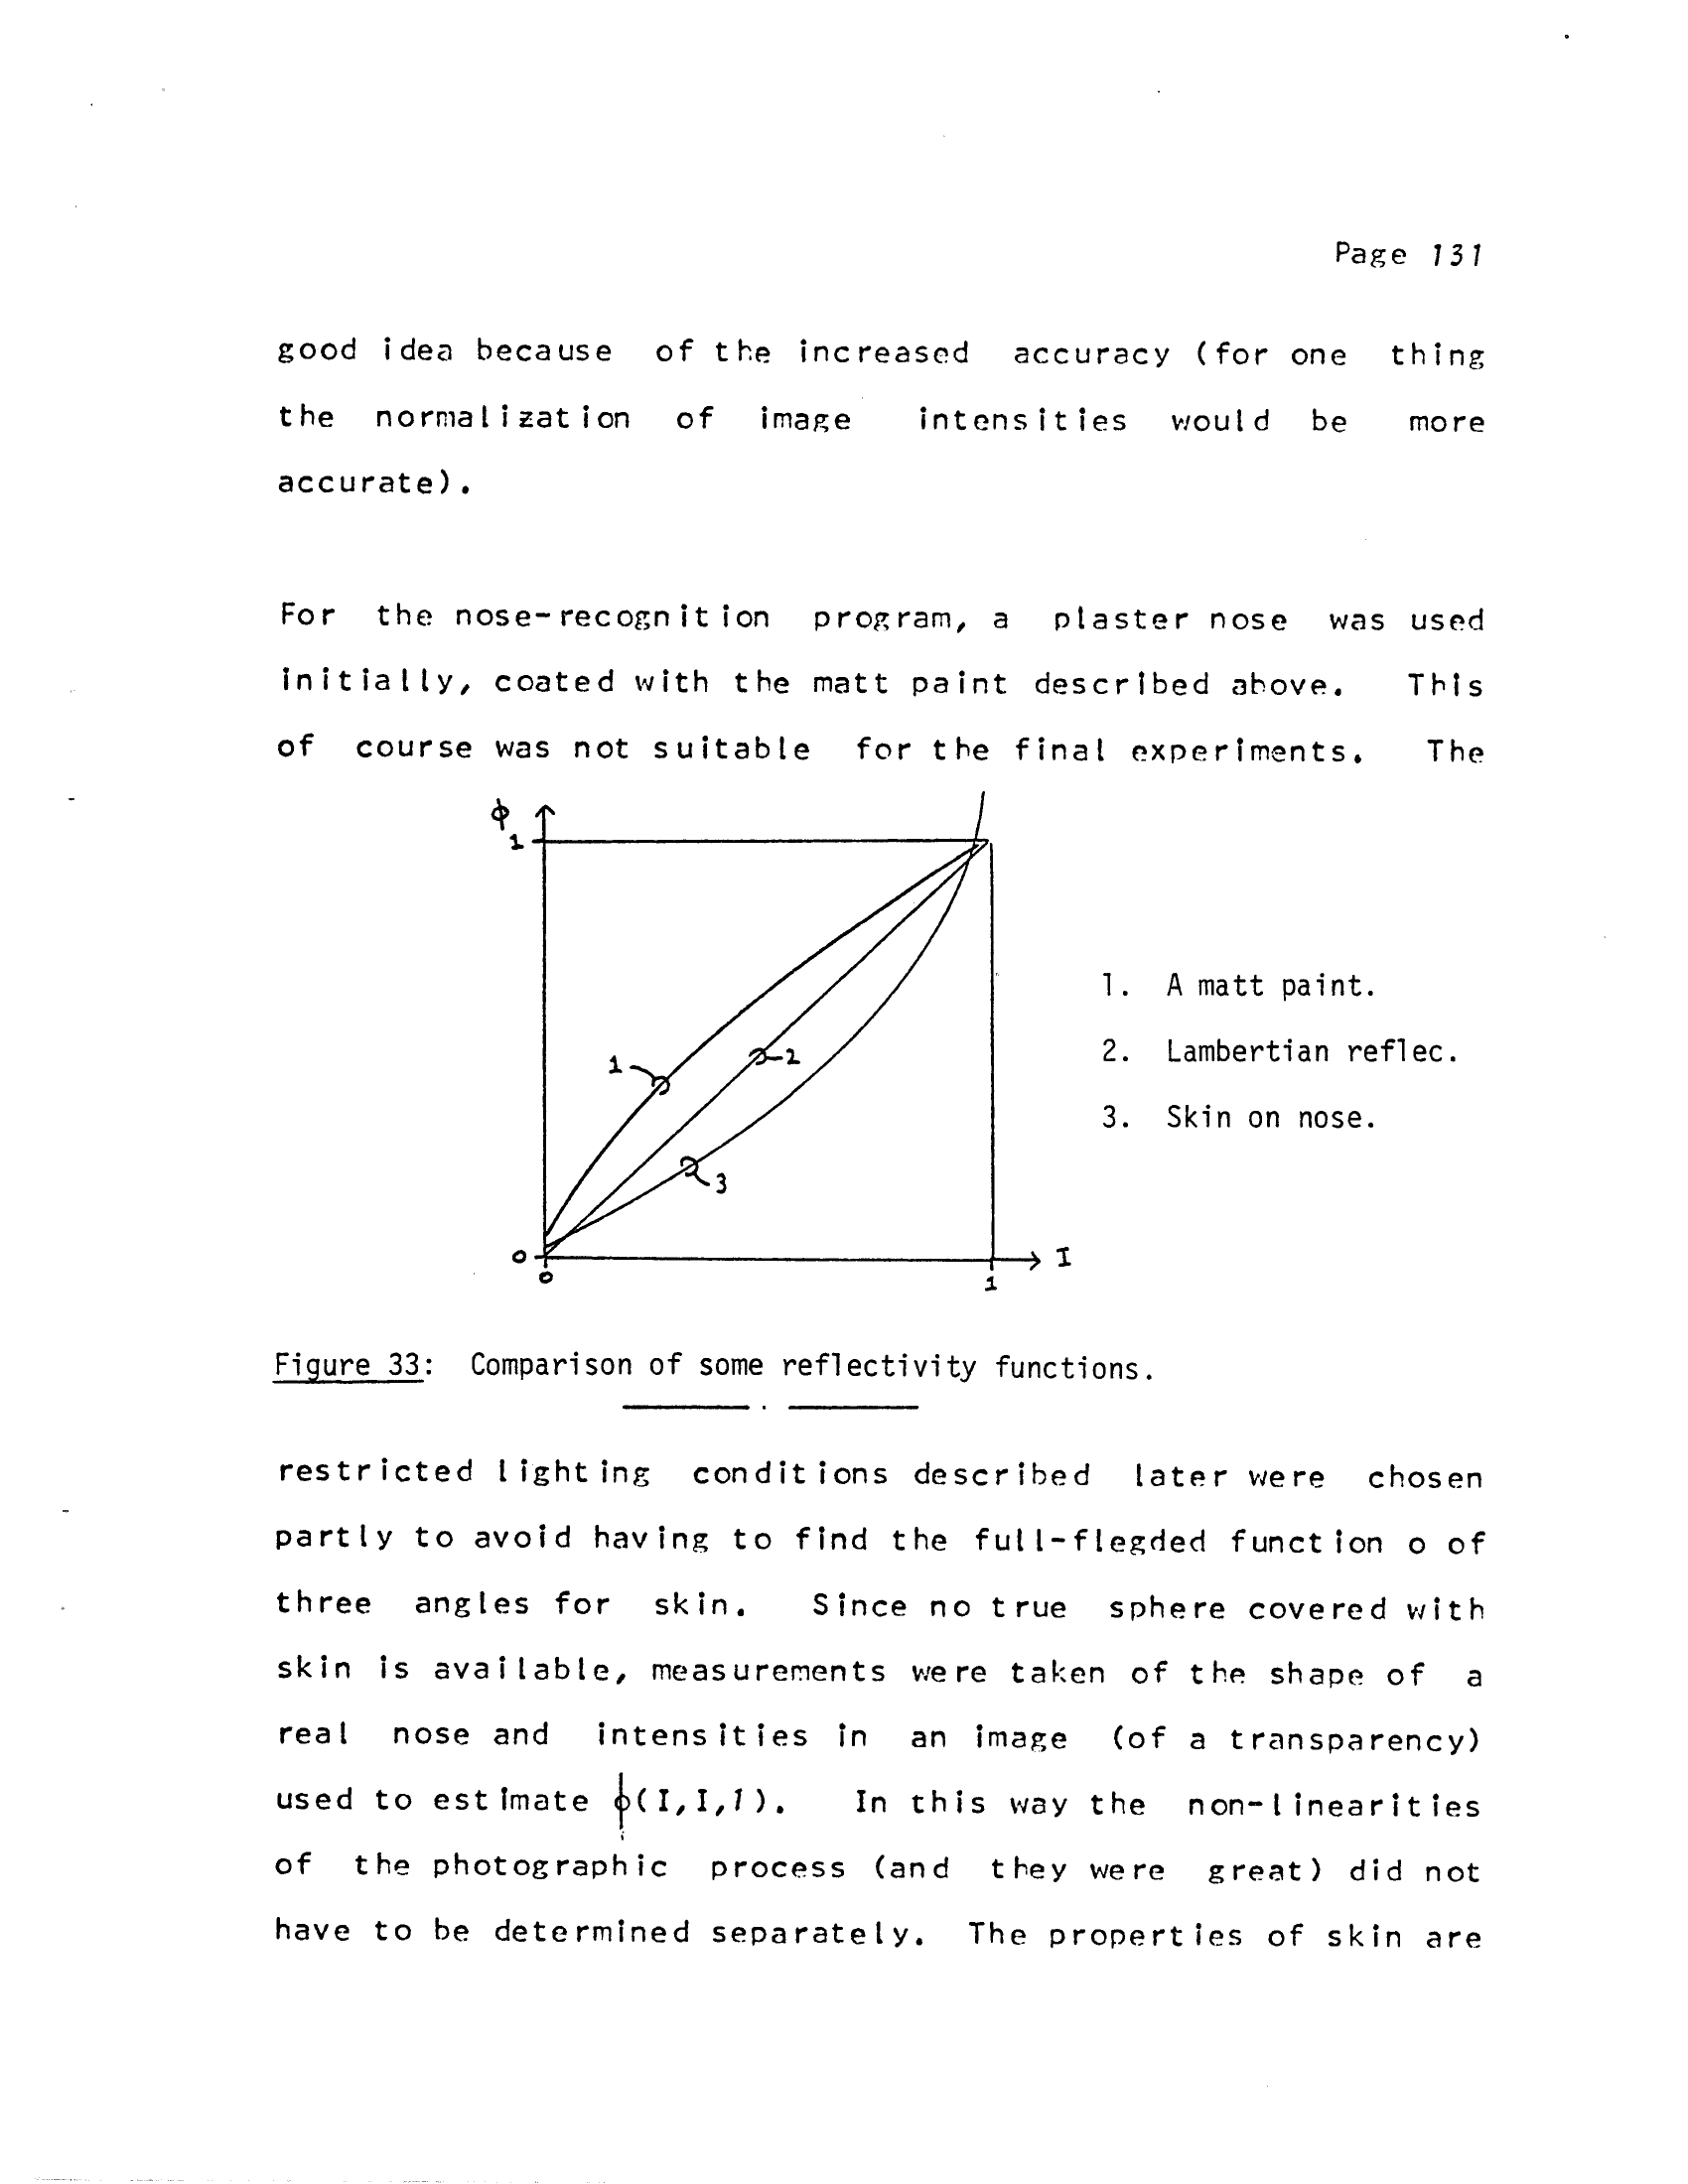 Page 131
good idea because of the increased accuracy (for one thing
the normalization of image intensities would be more
accurate).
For the nose-recognition program, a plaster nose was used
initially, coated with the matt paint described above. This
of course was not suitable for the final experiments. The
ϕ
1
1
2
3
0
0
1
I
1. A matt paint.
2. Lambertian reflec.
3. Skin on nose.
Figure 33: Comparison of some reflectivity functions.
restricted lighting conditions described later were chosen
partly to avoid having to find the full-flegded function o of
three angles for skin. Since no true sphere covered with
skin is available, measurements were taken of the shape of a
real nose and intensities in an image (of a transparency)
used to estimate ϕ(I,I,1). In this way the non-linearities
of the photographic process (and they were great) did not
have to be determined separately. The properties of skin are